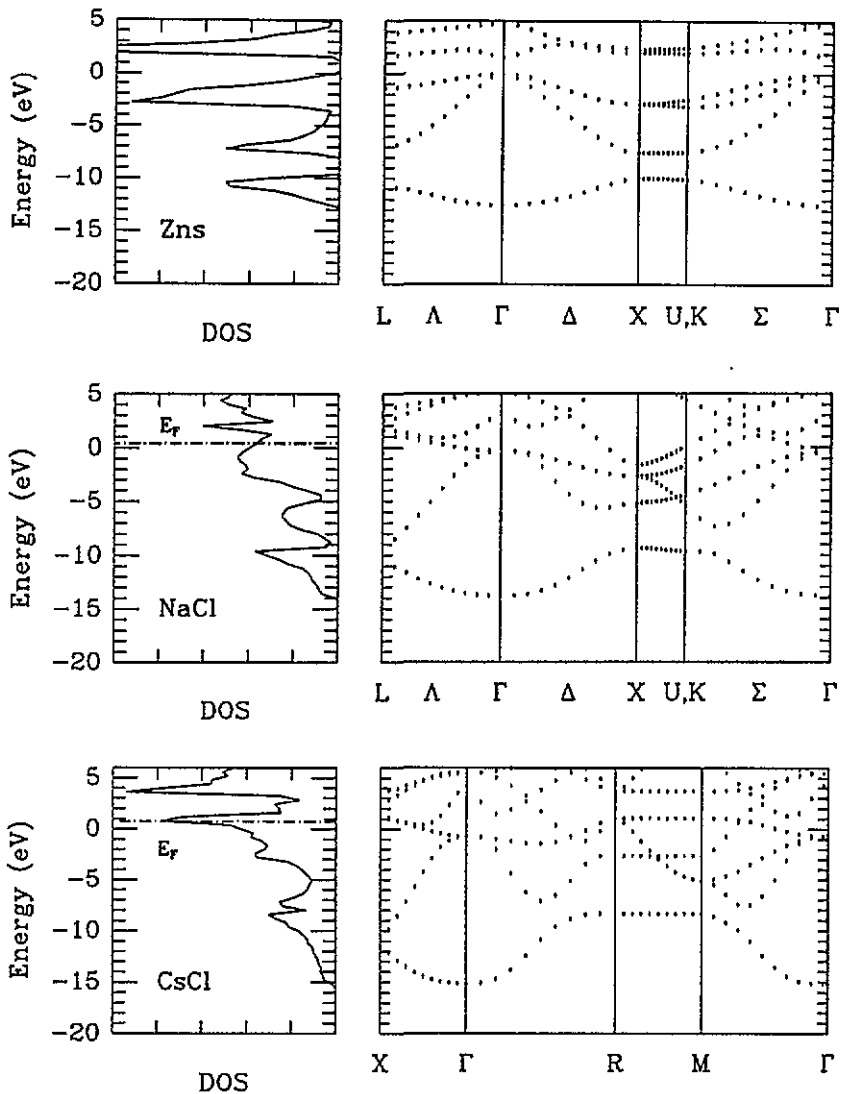 5
0
−5
−10
−15
−20
Energy (eV)
Zns
DOS
L Λ Γ Δ X U,K Σ Γ
5
0
−5
−10
−15
−20
Energy (eV)
E_F
NaCl
DOS
L Λ Γ Δ X U,K Σ Γ
5
0
−5
−10
−15
−20
Energy (eV)
E_F
CsCl
DOS
X Γ R M Γ